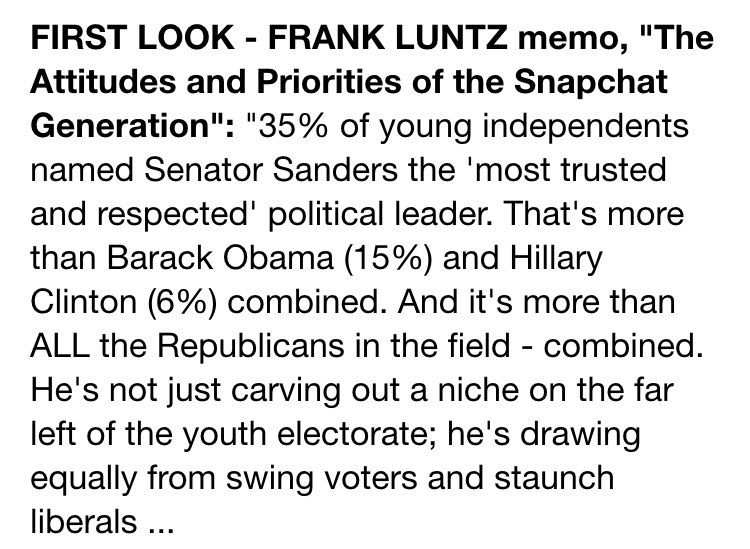 FIRST LOOK - FRANK LUNTZ memo, "The
Attitudes and Priorities of the Snapchat
Generation": "35% of young independents
named Senator Sanders the 'most trusted
and respected' political leader. That's more
than Barack Obama (15%) and Hillary
Clinton (6%) combined. And it's more than
ALL the Republicans in the field - combined.
He's not just carving out a niche on the far
left of the youth electorate; he's drawing
equally from swing voters and staunch
liberals ...